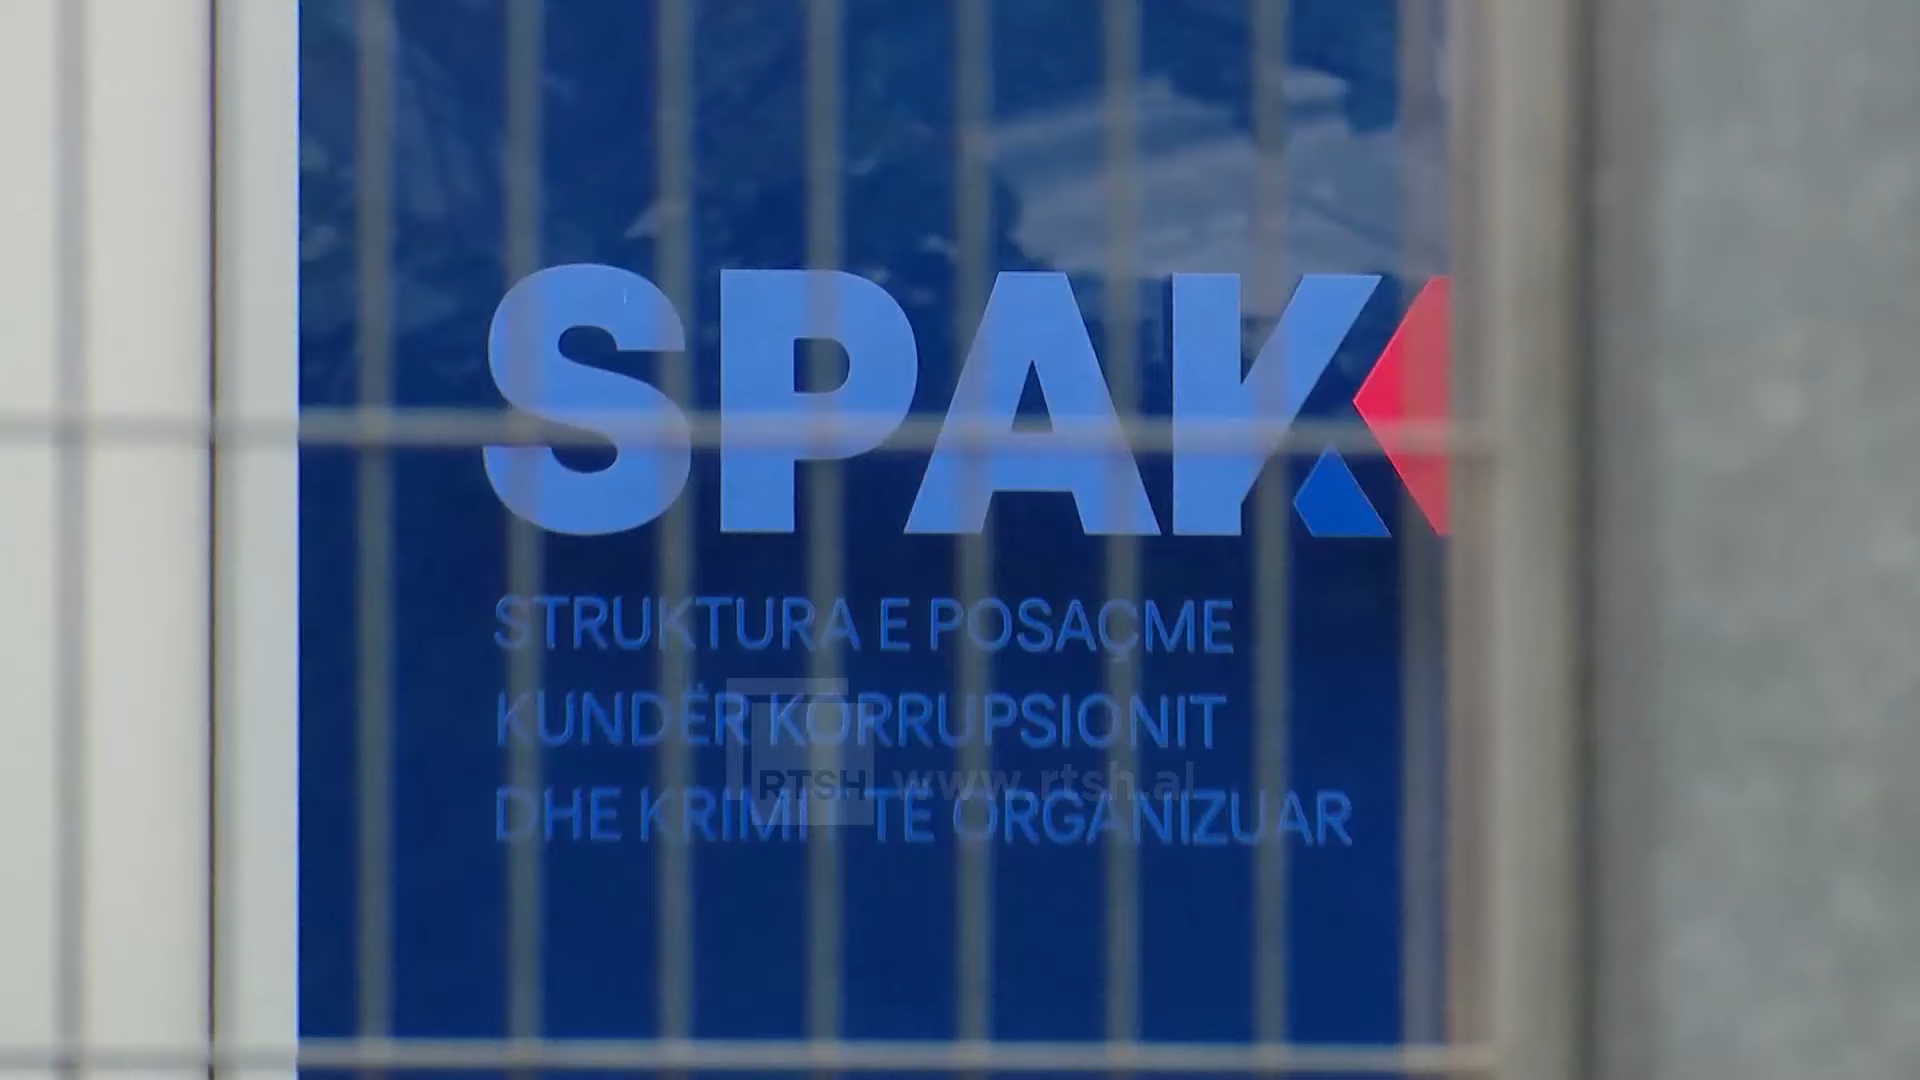 SPAK
STRUKTURA E POSAÇME
KUNDËR KORRUPSIONIT
DHE KRIMIT TË ORGANIZUAR
RTSH www.rtsh.al